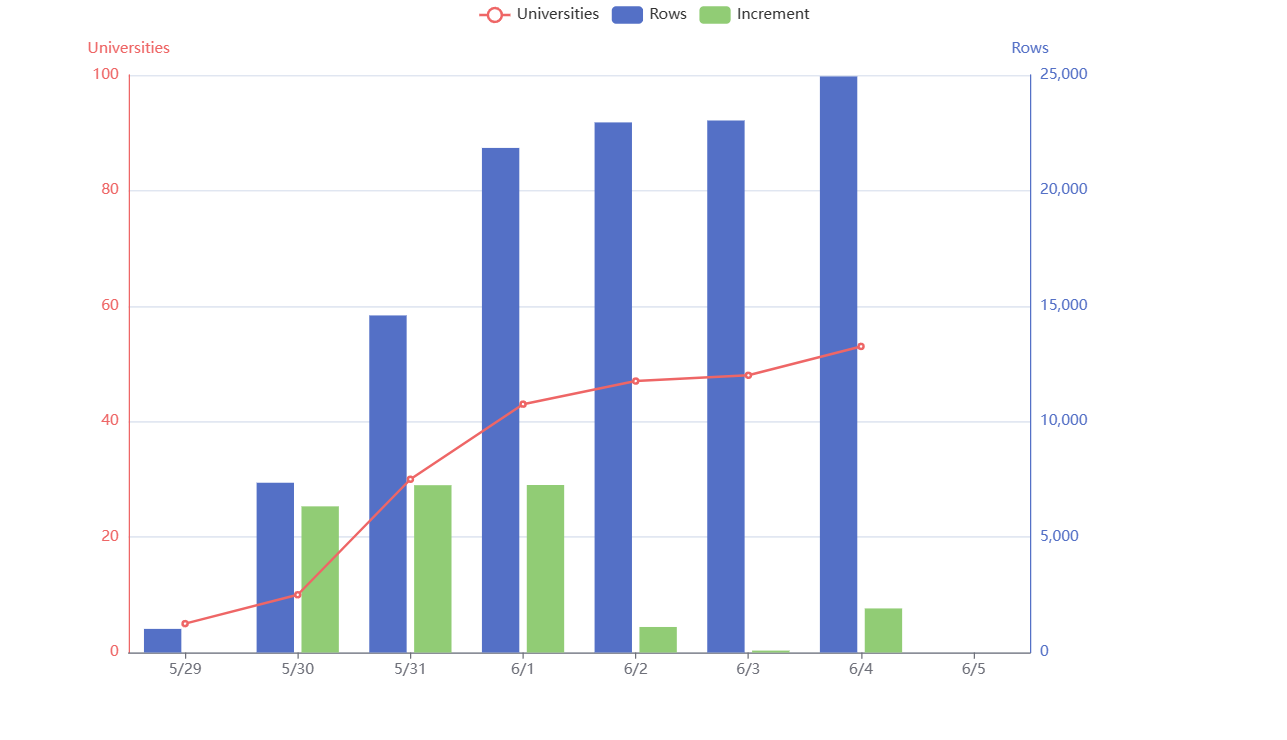 Universities Rows Increment
Universities Rows
100 25,000
80 20,000
60 15,000
40 10,000
20 5,000
0 0
5/29 5/30 5/31 6/1 6/2 6/3 6/4 6/5